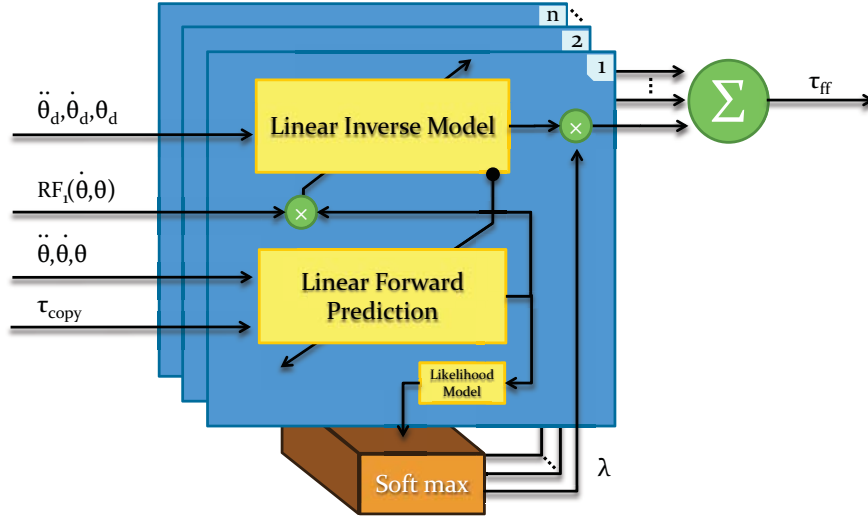 n
2
1
θ̈d,θ̇d,θd
Linear Inverse Model
×
Σ
τff
RF1(θ̇,θ)
×
θ̈,θ̇,θ
Linear Forward
Prediction
τcopy
Likelihood
Model
Soft max
λ